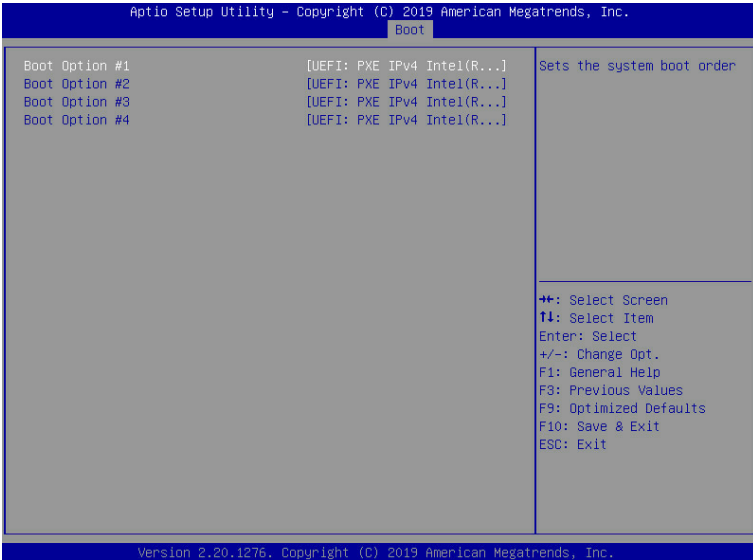 Aptio Setup Utility – Copyright (C) 2019 American Megatrends, Inc.
Boot
Boot Option #1 [UEFI: PXE IPv4 Intel(R...]
Boot Option #2 [UEFI: PXE IPv4 Intel(R...]
Boot Option #3 [UEFI: PXE IPv4 Intel(R...]
Boot Option #4 [UEFI: PXE IPv4 Intel(R...]
Sets the system boot order
→←: Select Screen
↑↓: Select Item
Enter: Select
+/-: Change Opt.
F1: General Help
F3: Previous Values
F9: Optimized Defaults
F10: Save & Exit
ESC: Exit
Version 2.20.1276. Copyright (C) 2019 American Megatrends, Inc.